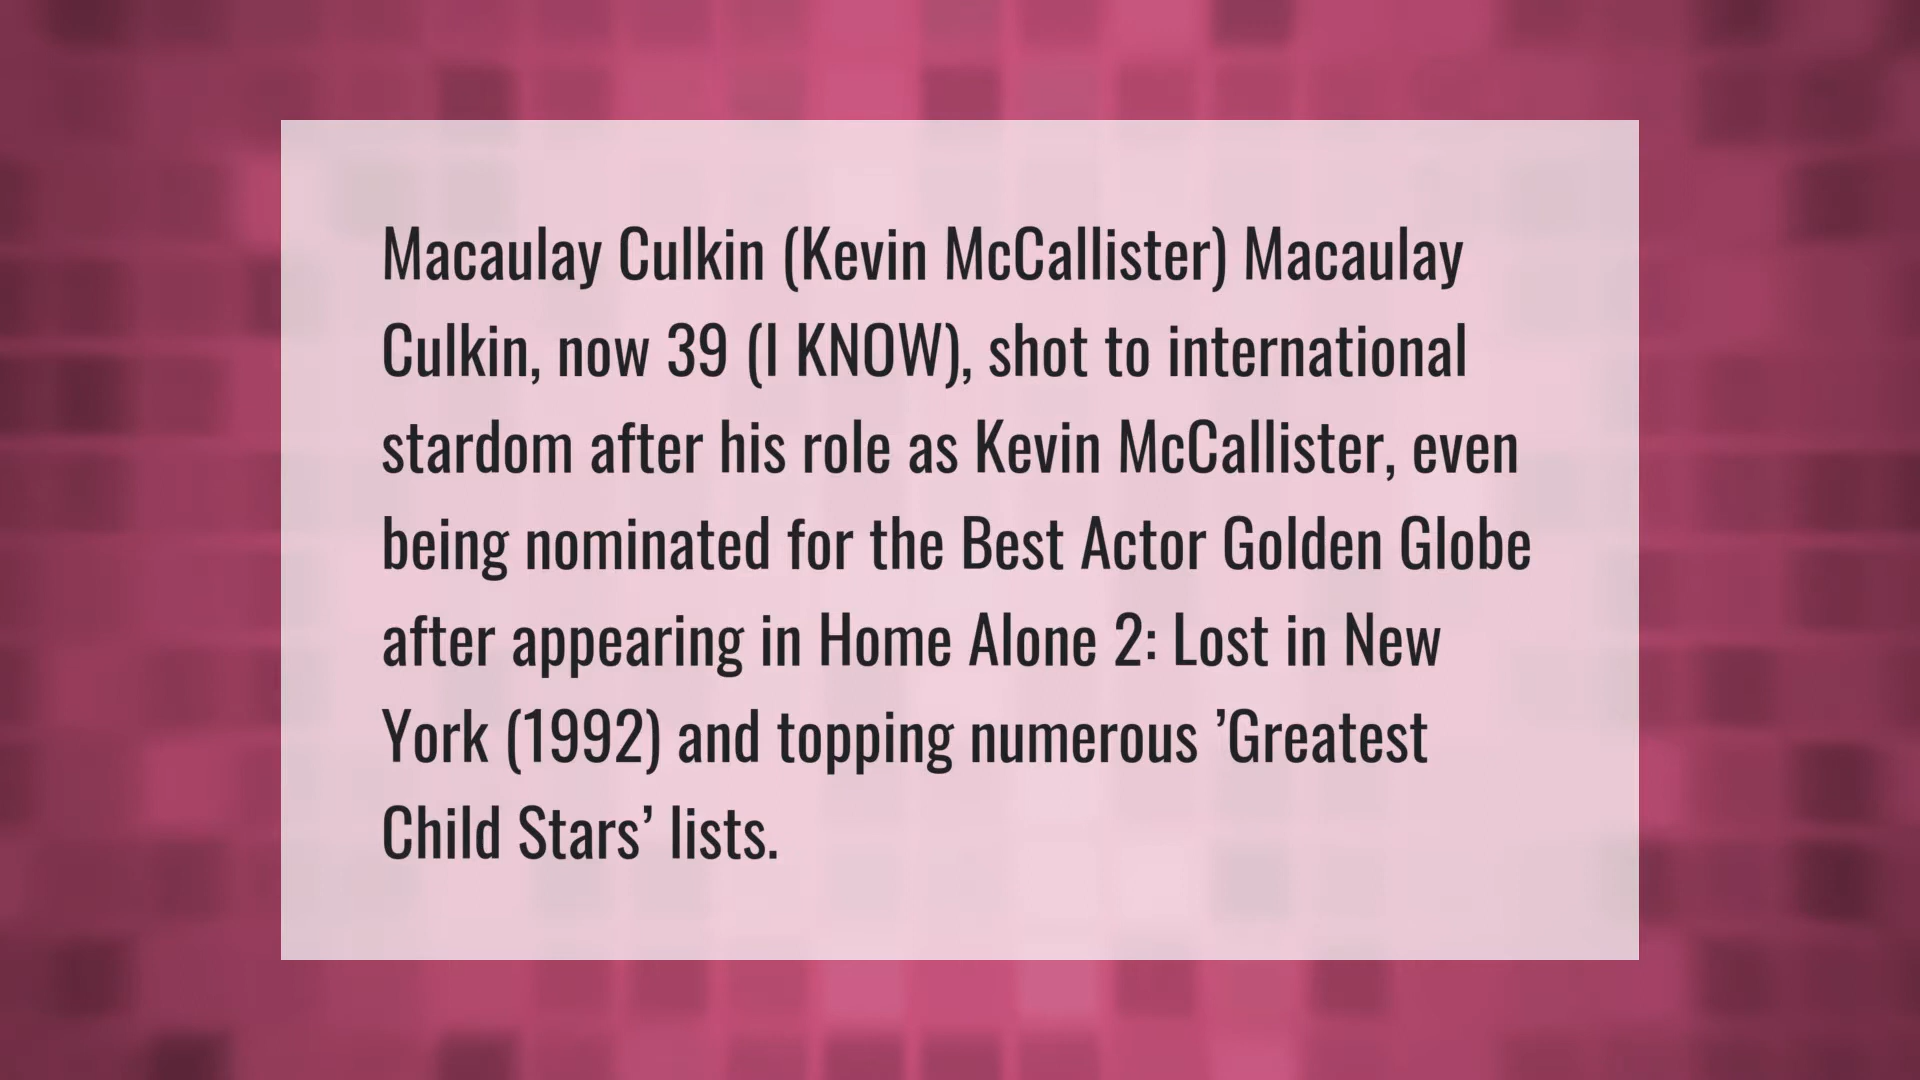 Macaulay Culkin (Kevin McCallister) Macaulay
Culkin, now 39 (I KNOW), shot to international
stardom after his role as Kevin McCallister, even
being nominated for the Best Actor Golden Globe
after appearing in Home Alone 2: Lost in New
York (1992) and topping numerous ’Greatest
Child Stars’ lists.